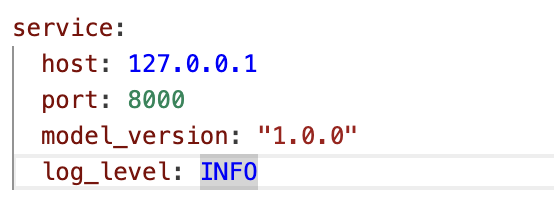 service:
  host: 127.0.0.1
  port: 8000
  model_version: "1.0.0"
  log_level: INFO